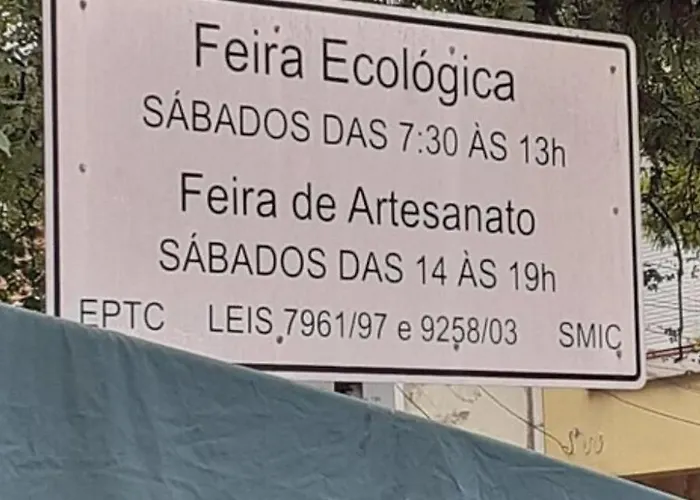 Feira Ecológica
SÁBADOS DAS 7:30 ÀS 13h
Feira de Artesanato
SÁBADOS DAS 14 ÀS 19h
EPTC LEIS 7961/97 e 9258/03 SMIC